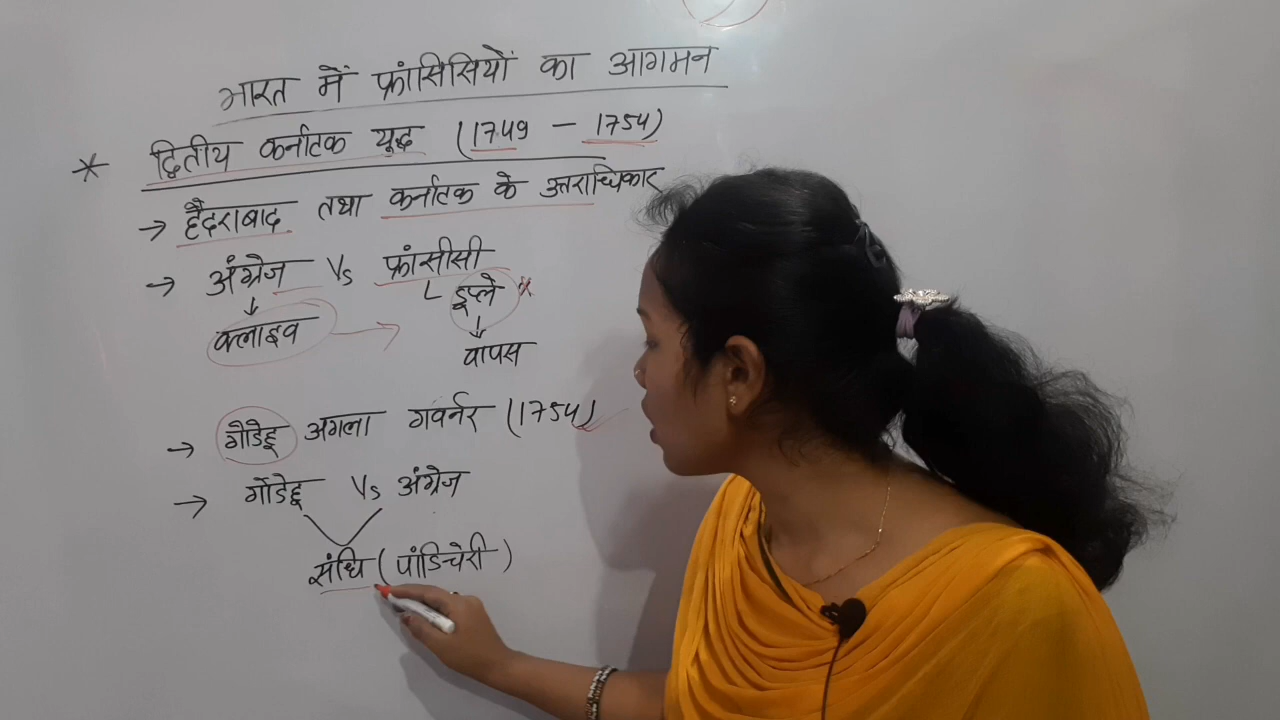 भारत में फ्रांसिसियों का आगमन
* द्वितीय कर्नाटक युद्ध (1749 - 1754)
→ हैदराबाद तथा कर्नाटक के उत्तराधिकार
→ अंग्रेज Vs फ्रांसीसी
↓ ∟ डूप्ले ×
क्लाइव → ↓
वापस
→ गोडेहू अगला गवर्नर (1754)
→ गोडेहू Vs अंग्रेज
संधि (पांडिचेरी)